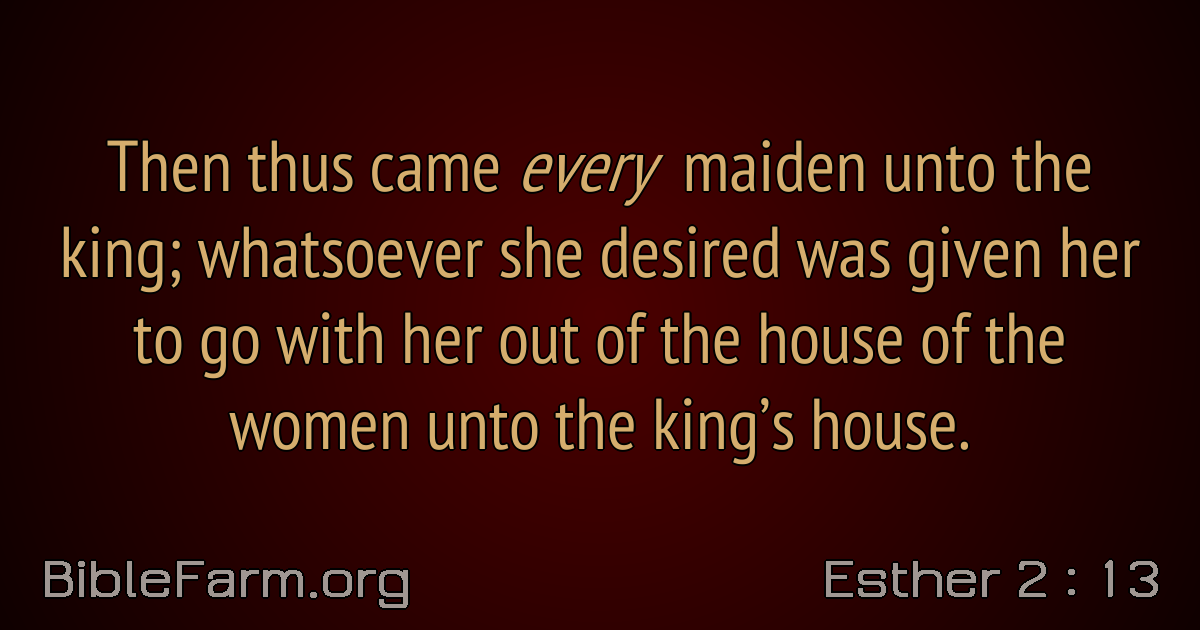 Then thus came every maiden unto the
king; whatsoever she desired was given her
to go with her out of the house of the
women unto the king’s house.
BibleFarm.org
Esther 2 : 13